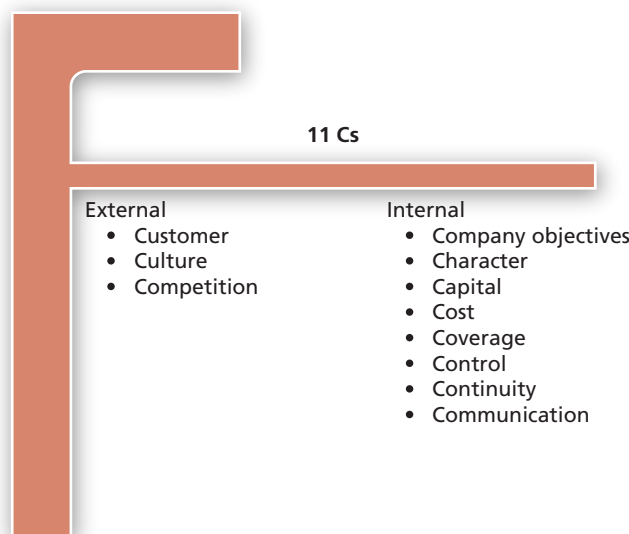 11 Cs
External
• Customer
• Culture
• Competition
Internal
• Company objectives
• Character
• Capital
• Cost
• Coverage
• Control
• Continuity
• Communication